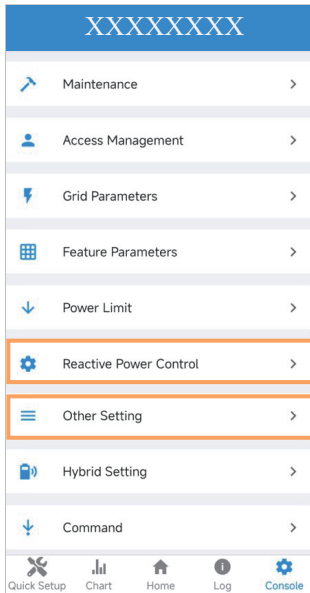 XXXXXXXX
Maintenance
Access Management
Grid Parameters
Feature Parameters
Power Limit
Reactive Power Control
Other Setting
Hybrid Setting
Command
Quick Setup Chart Home Log Console